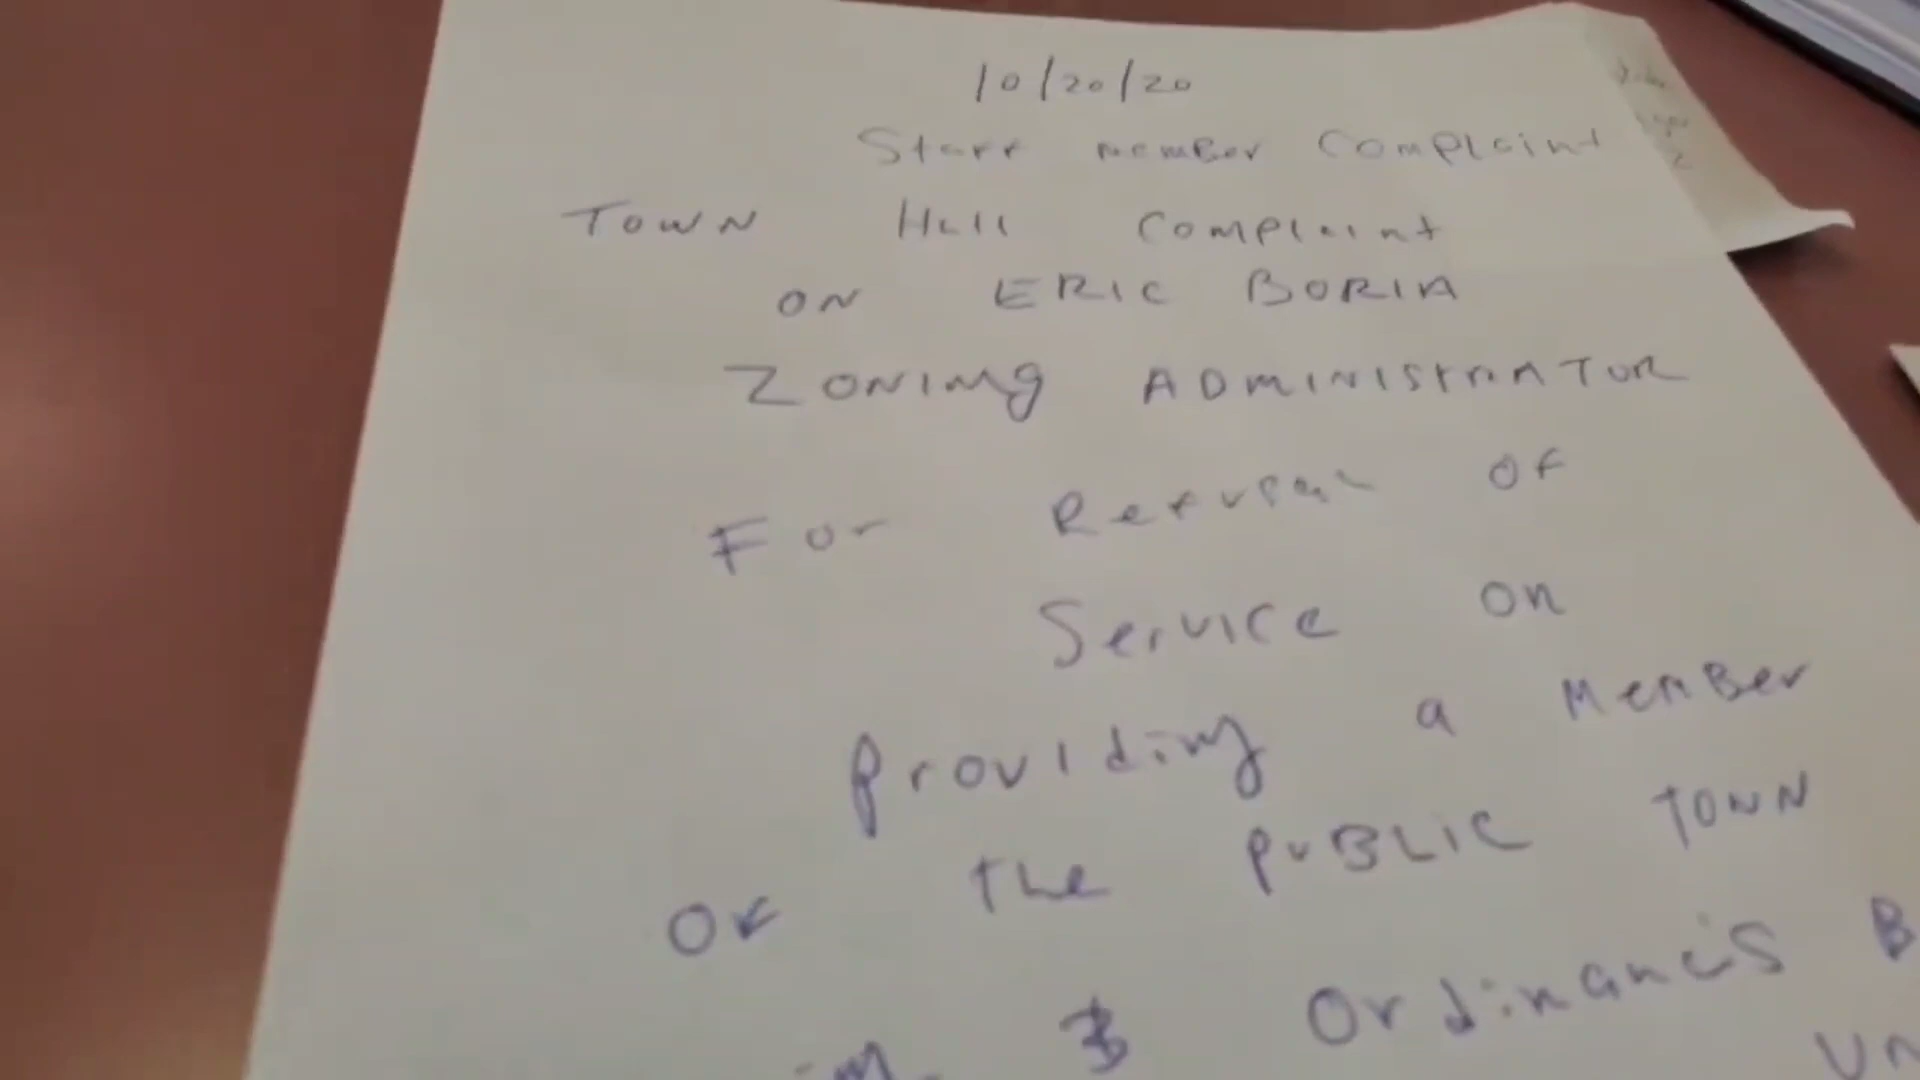 10/20/20
Staff member Complaint
TOWN Hall Complaint
ON ERIC BORIA
ZONING ADMINISTRATOR
For Refusal OF
Service on
Providing a Member
OF The PUBLIC TOWN
& Ordinances